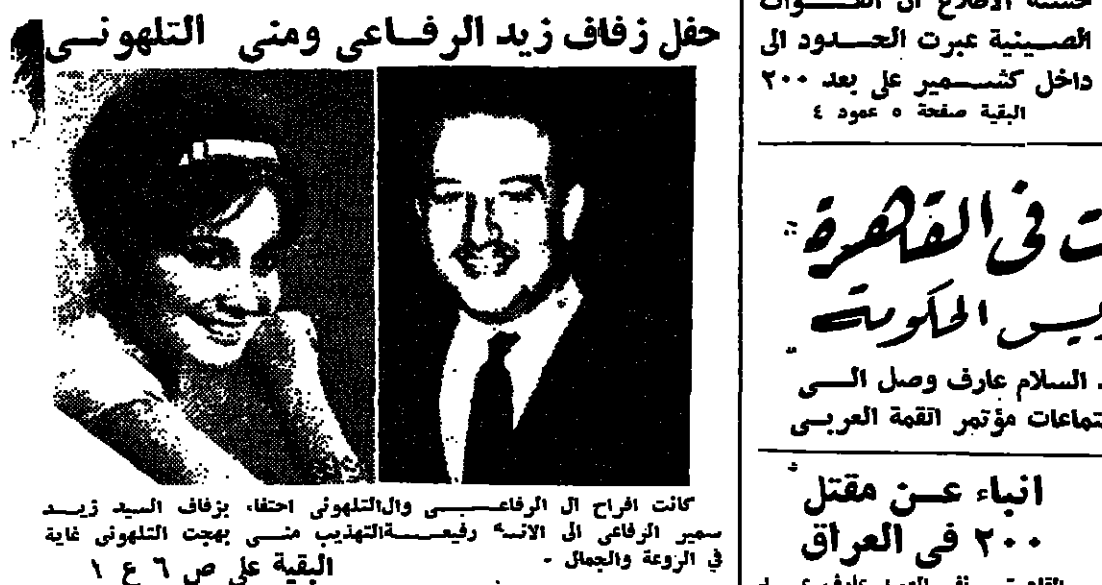 حفل زفاف زيد الرفاعى ومنى التلهونى
كانت افراح ال الرفاعى وال التلهونى احتفاء بزفاف السيد زيد
سمير الرفاعى الى الانسة رفيعة التهذيب منى بهجت التلهونى غاية
في الروعة والجمال -
البقية على ص ٦ ع ١
الاطلاع ان
الصينية عبرت الحدود الى
داخل كشمير على بعد ٢٠٠
البقية صفحة ٥ عمود ٤
فى القاهرة
الحكومة
السلام عارف وصل الى
مؤتمر القمة العربى
انباء عن مقتل
٢٠٠ فى العراق